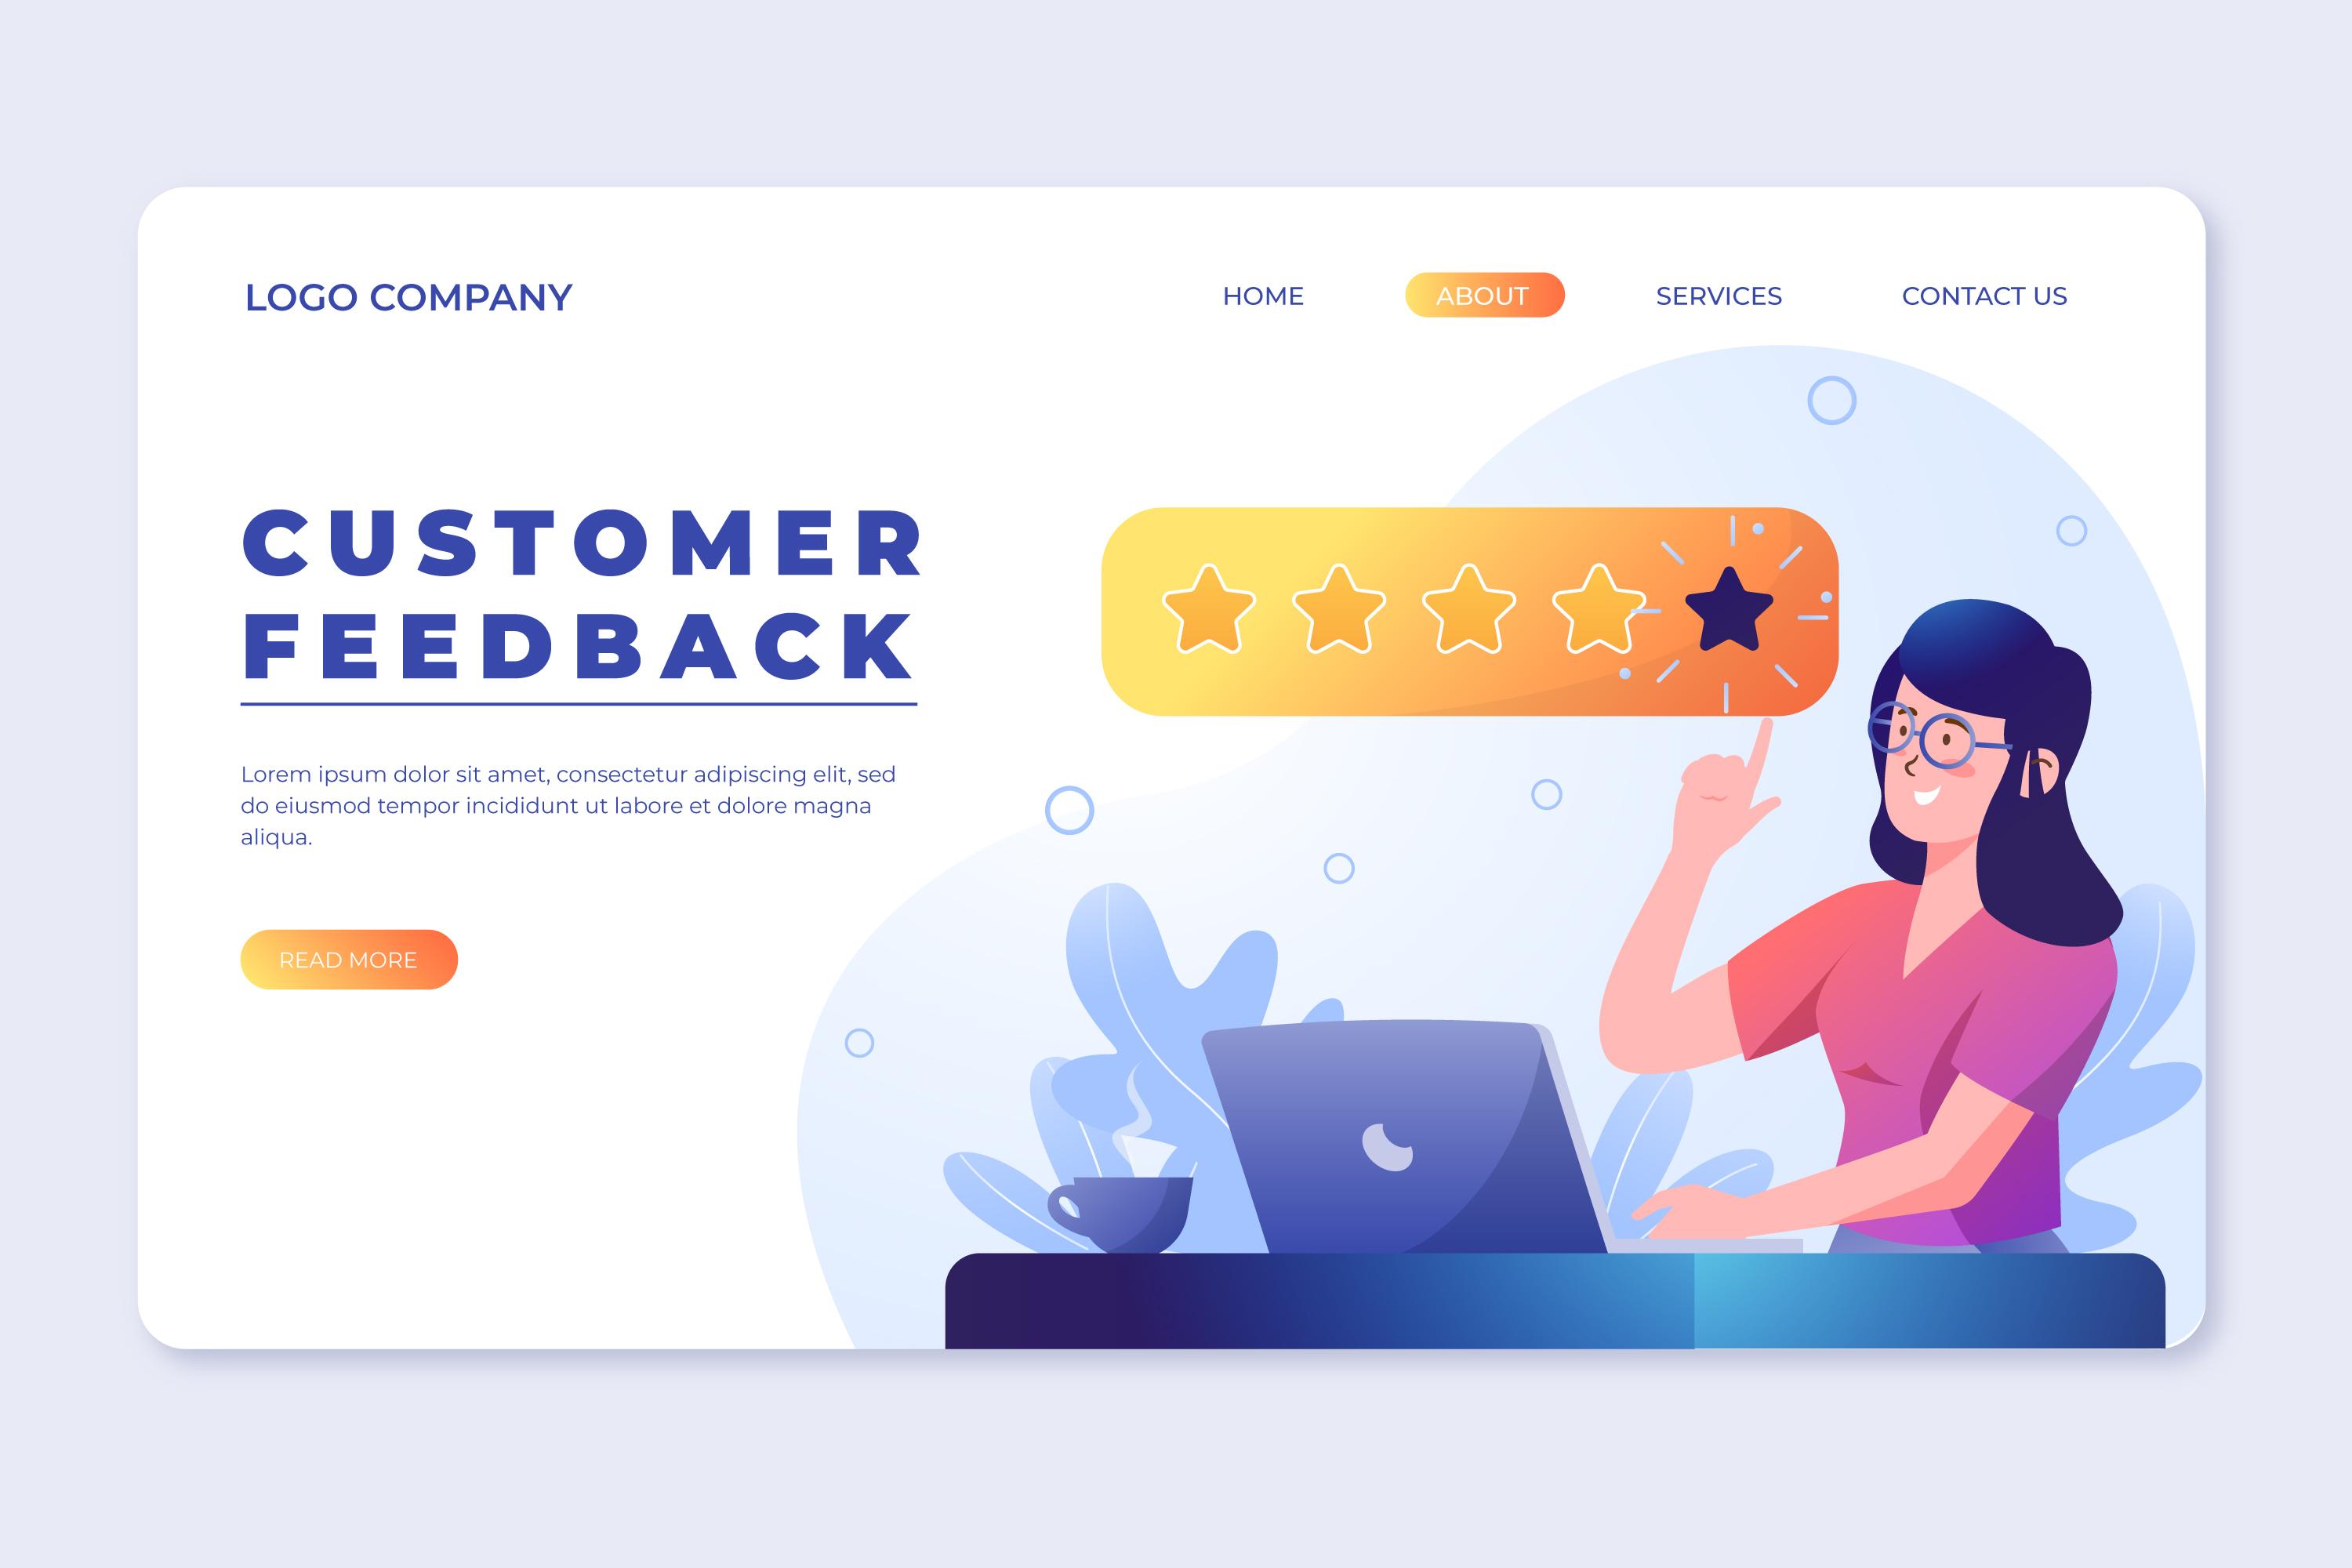 LOGO COMPANY
HOME
ABOUT
SERVICES
CONTACT US
CUSTOMER
FEEDBACK
Lorem ipsum dolor sit amet, consectetur adipiscing elit, sed
do eiusmod tempor incididunt ut labore et dolore magna
aliqua.
READ MORE